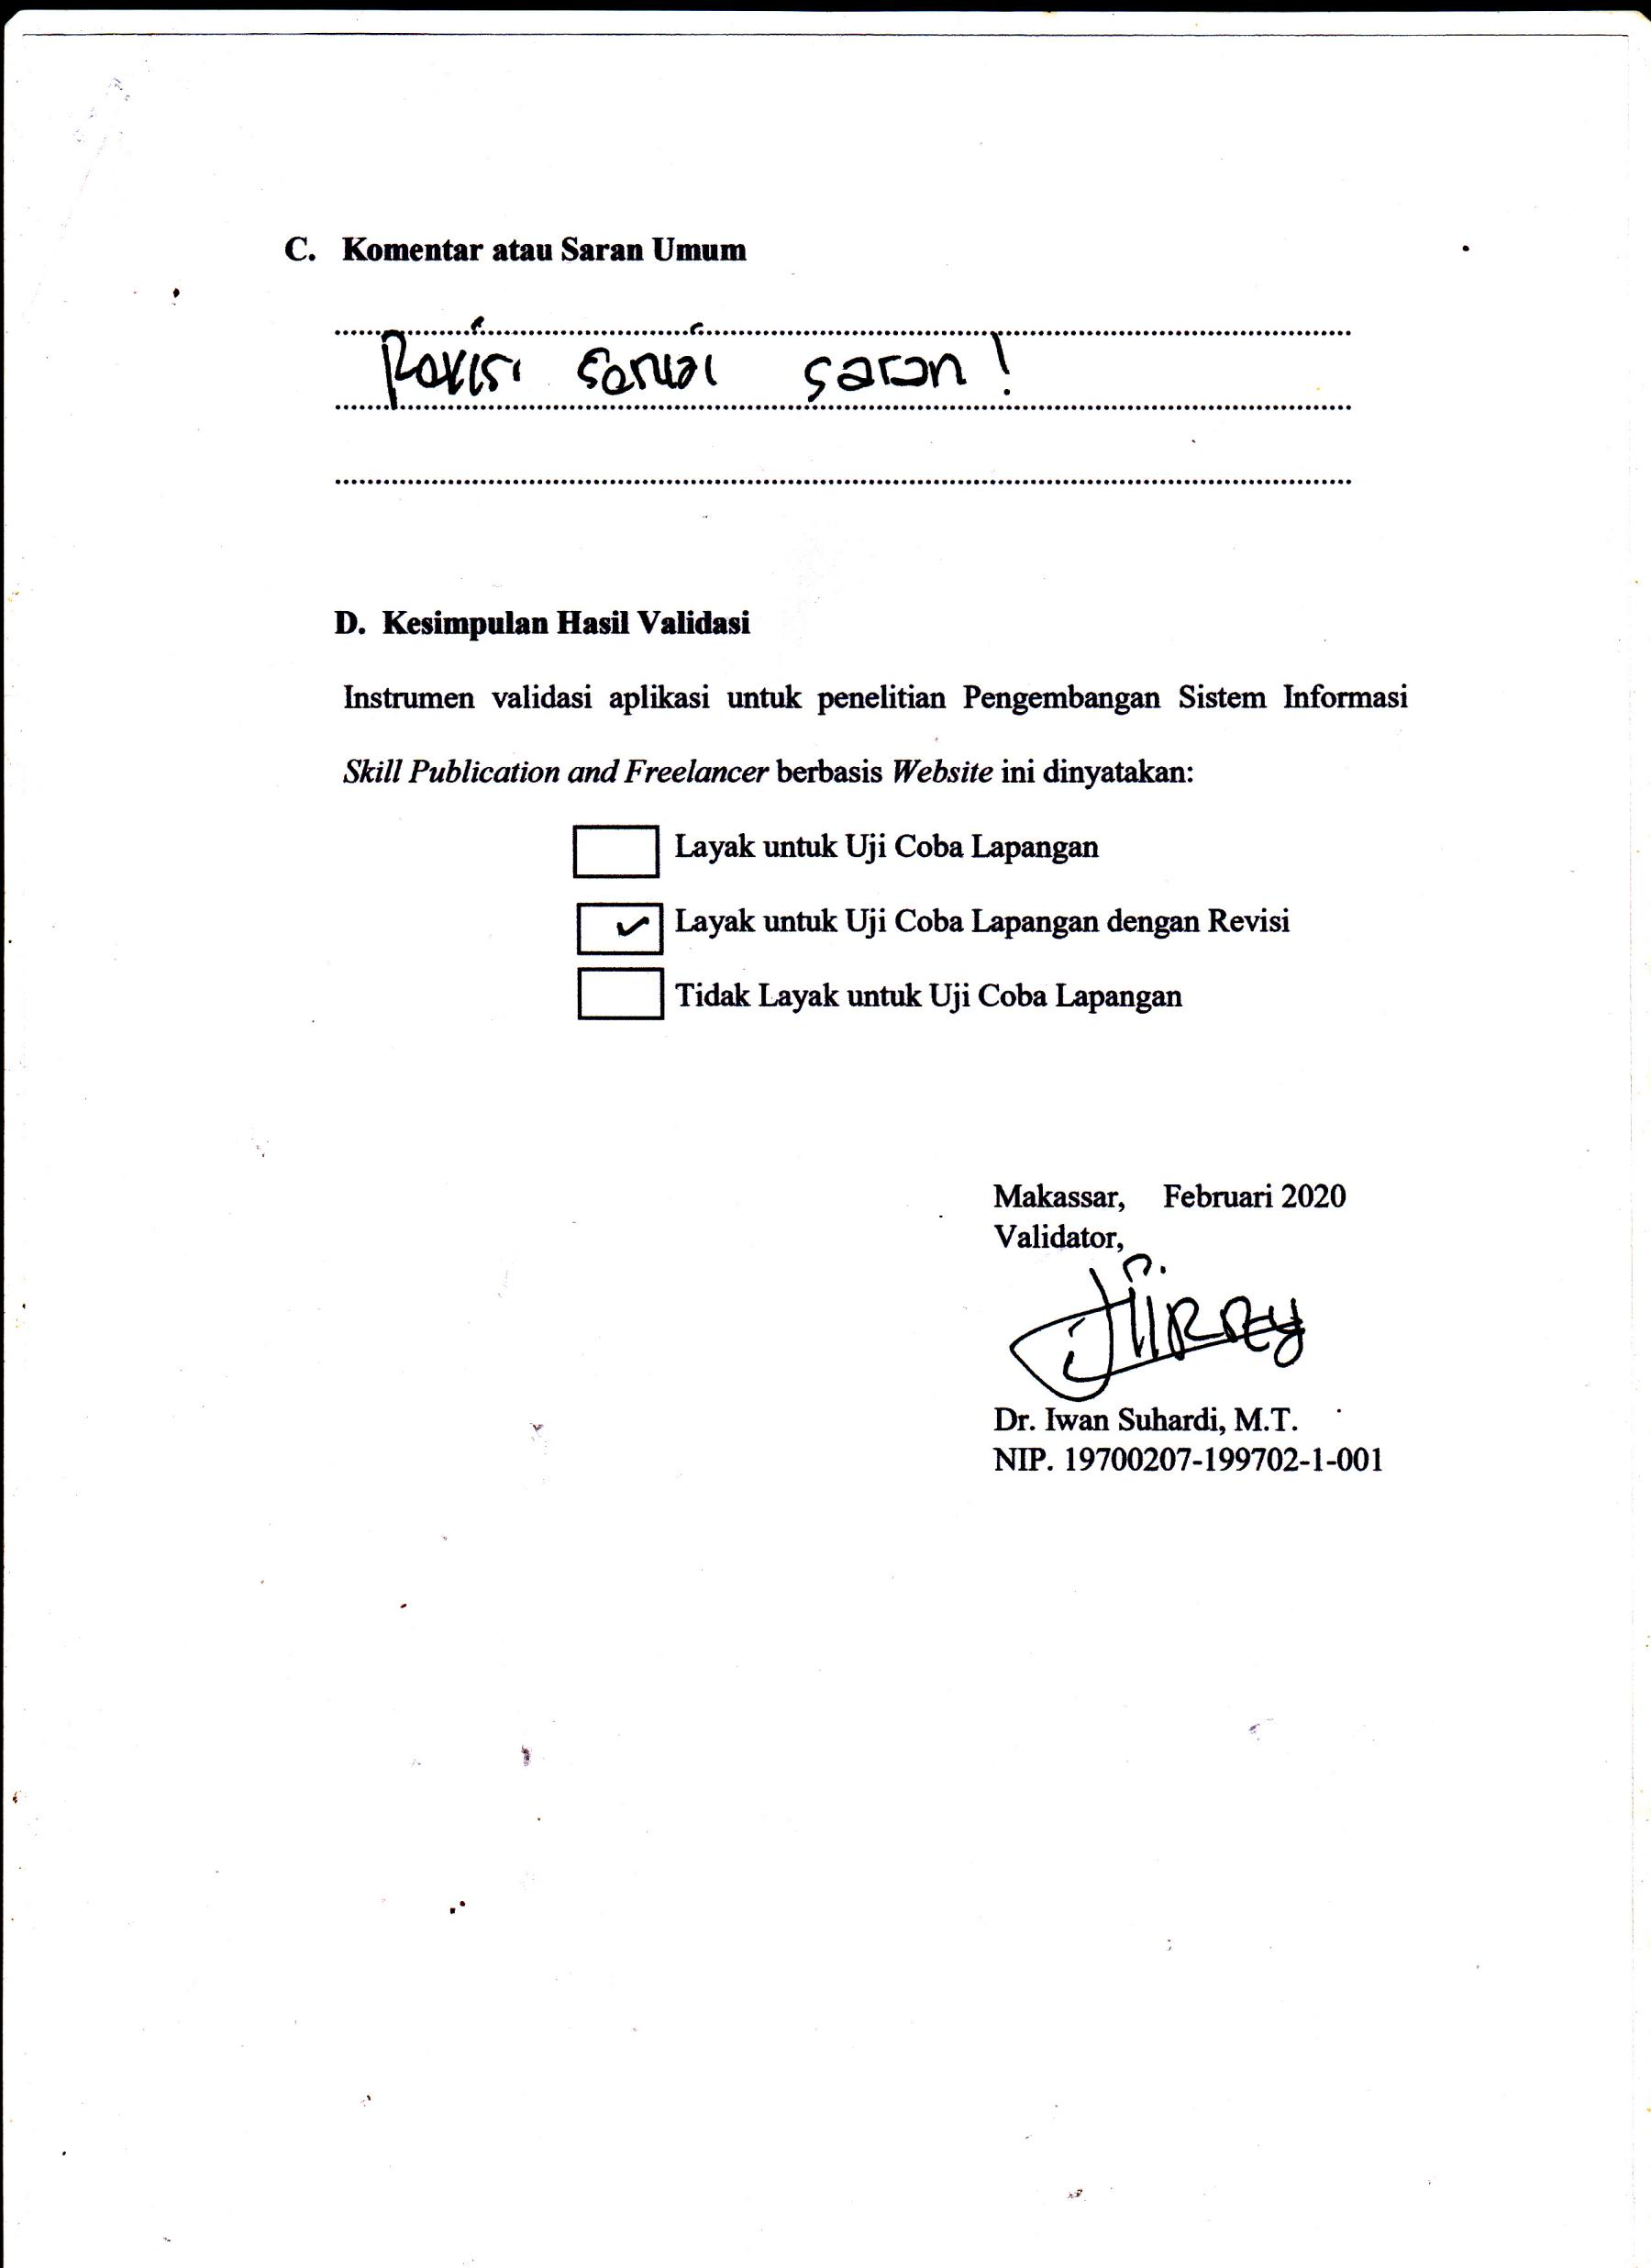 C. Komentar atau Saran Umum
Revisi sesuai saran!
D. Kesimpulan Hasil Validasi
Instrumen validasi aplikasi untuk penelitian Pengembangan Sistem Informasi
Skill Publication and Freelancer berbasis Website ini dinyatakan:
Layak untuk Uji Coba Lapangan
✓ Layak untuk Uji Coba Lapangan dengan Revisi
Tidak Layak untuk Uji Coba Lapangan
Makassar, Februari 2020
Validator,
Dr. Iwan Suhardi, M.T.
NIP. 19700207-199702-1-001